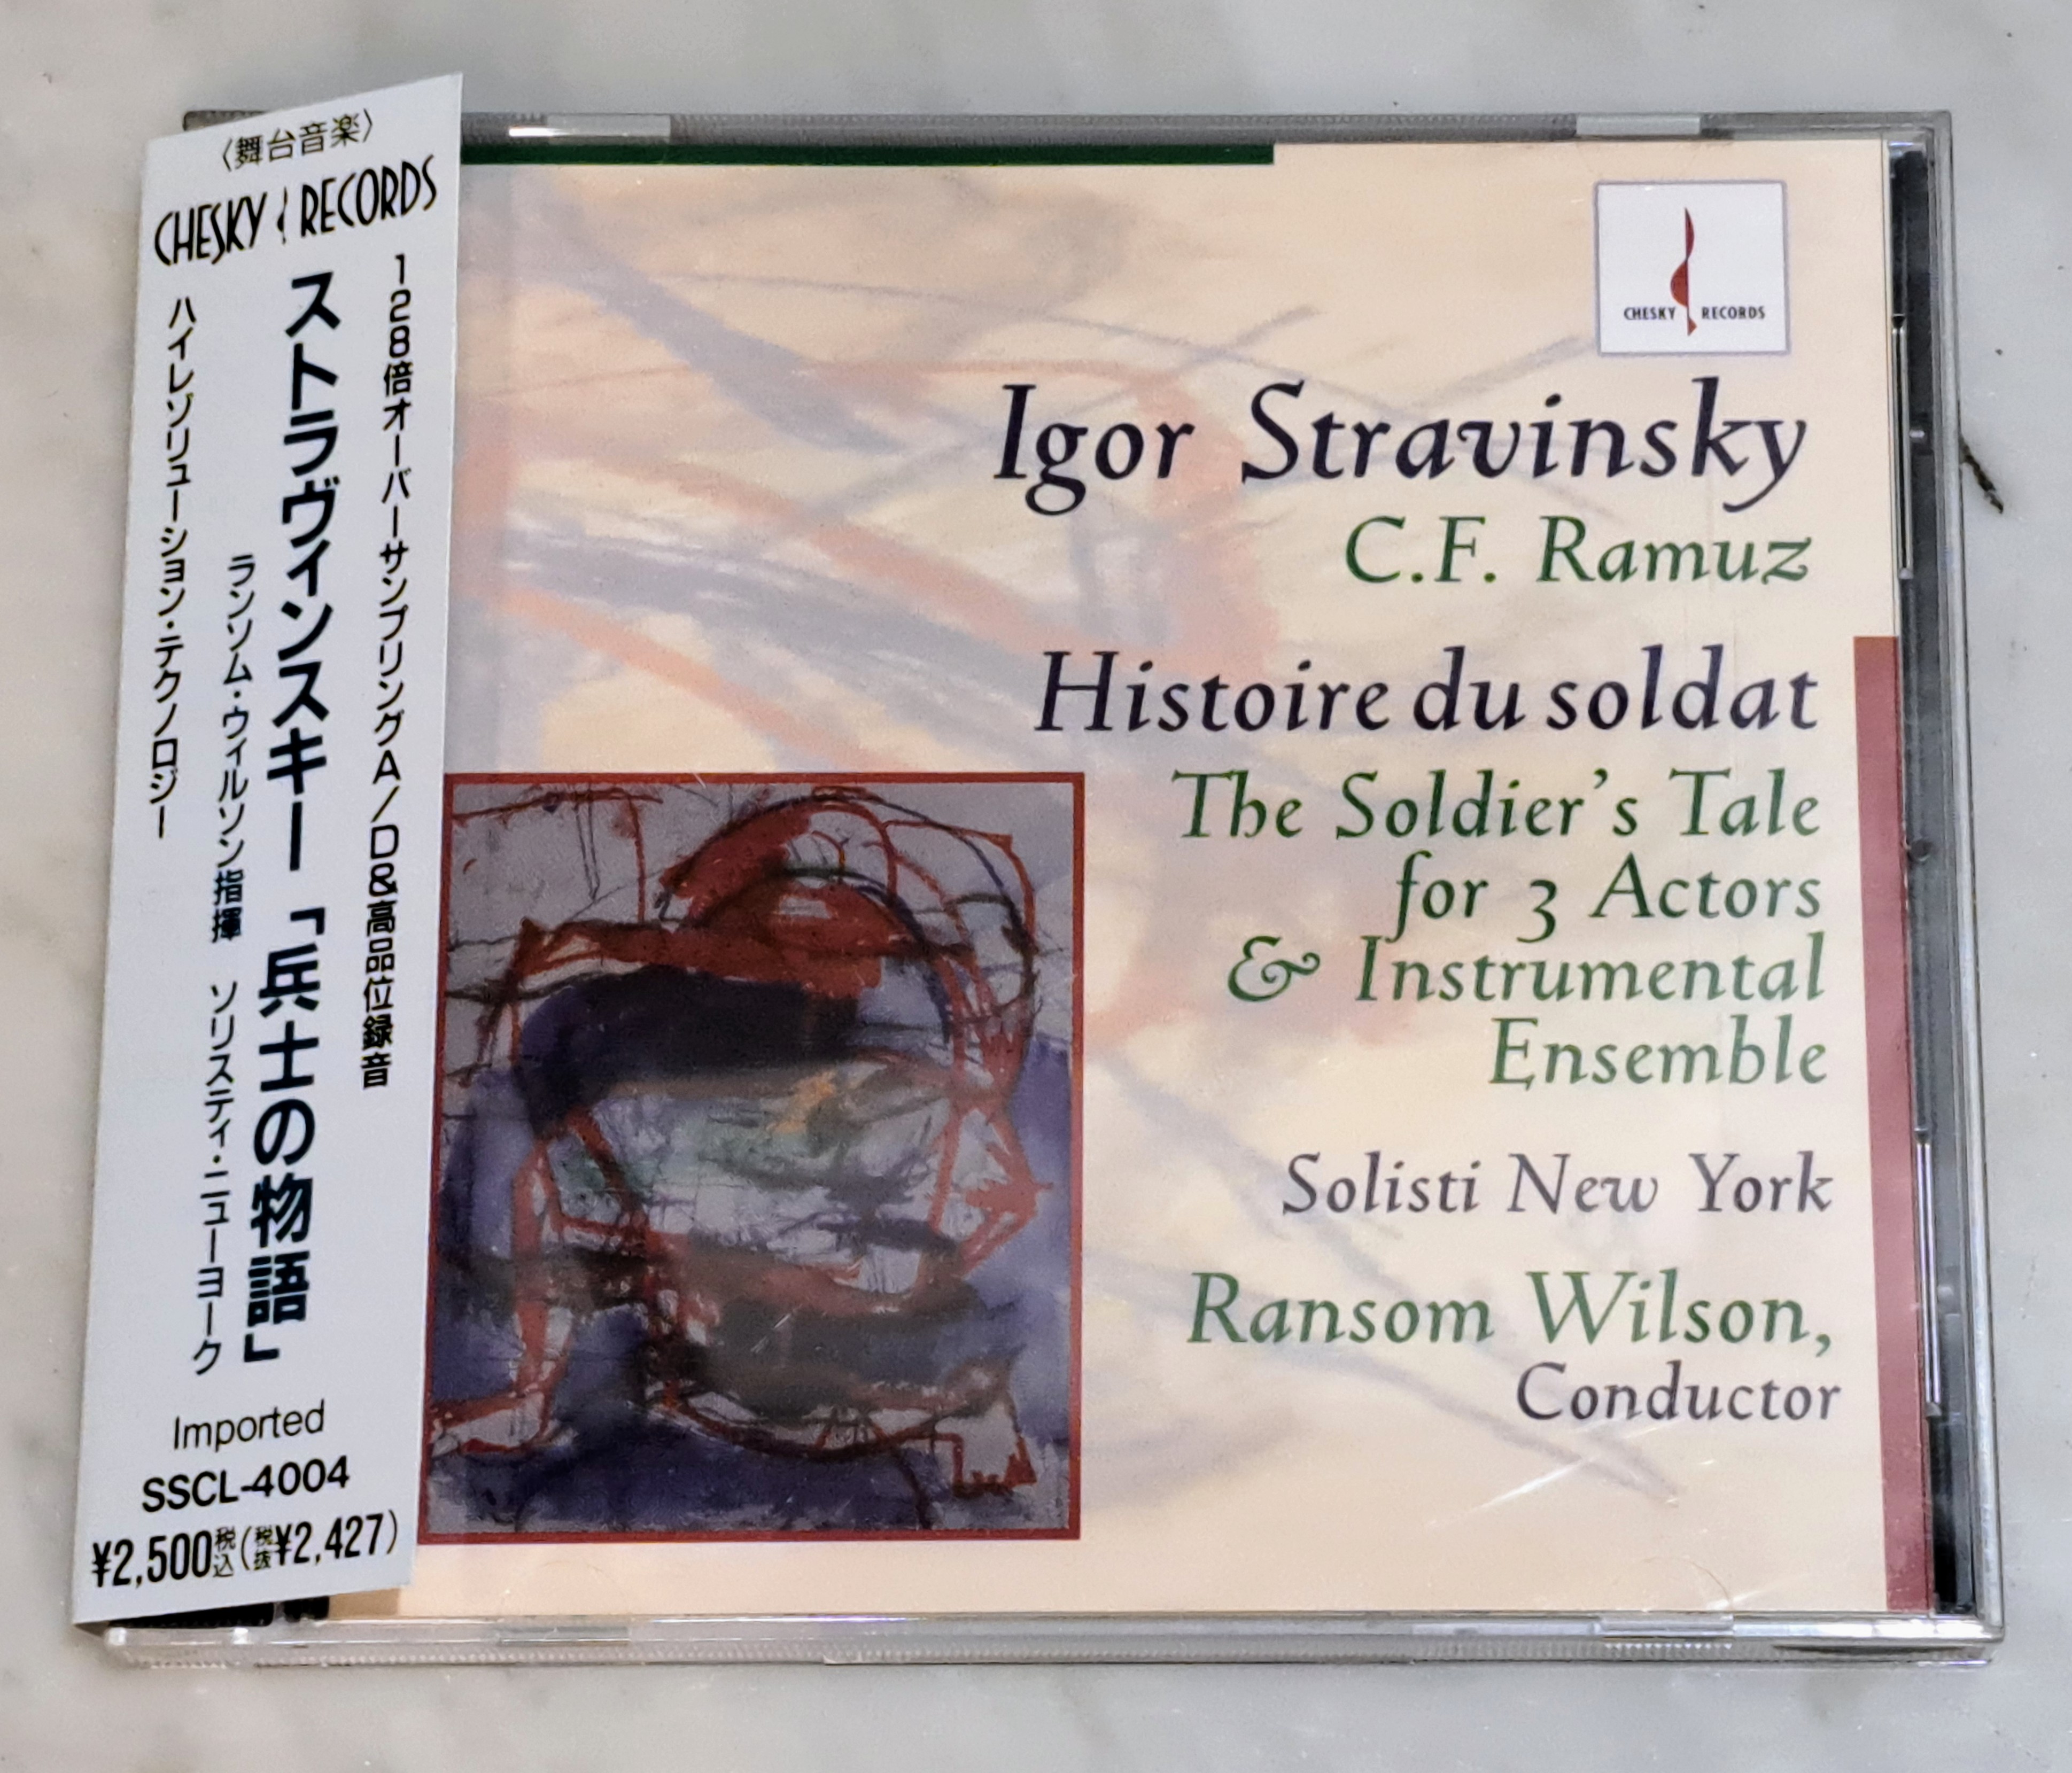 〈舞台音楽〉
CHESKY RECORDS
128倍オーバーサンプリングA/D&高品位録音
ストラヴィンスキー「兵士の物語」
ランソム・ウィルソン指揮 ソリスティ・ニューヨーク
ハイレゾリューション・テクノロジー
Imported
SSCL-4004
¥2,500税込(税抜¥2,427)
CHESKY RECORDS
Igor Stravinsky
C.F. Ramuz
Histoire du soldat
The Soldier's Tale
for 3 Actors
& Instrumental
Ensemble
Solisti New York
Ransom Wilson,
Conductor